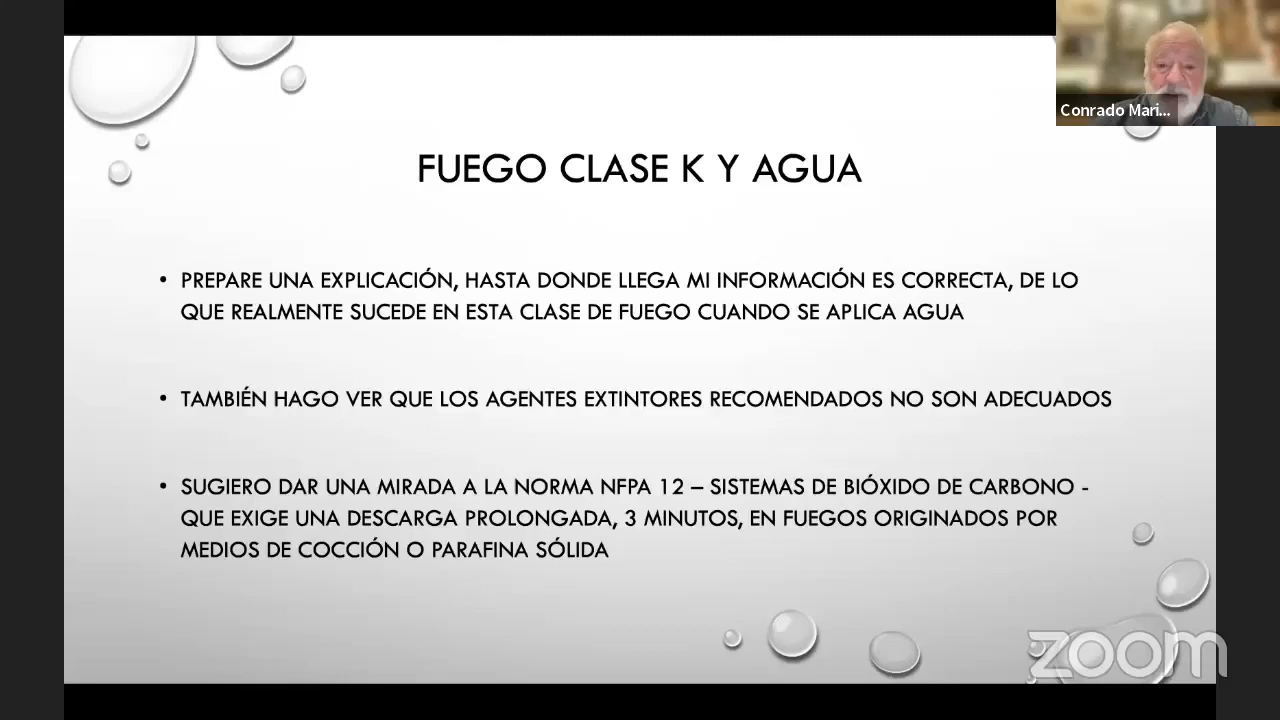 Conrado Mari...
FUEGO CLASE K Y AGUA
• PREPARE UNA EXPLICACIÓN, HASTA DONDE LLEGA MI INFORMACIÓN ES CORRECTA, DE LO
QUE REALMENTE SUCEDE EN ESTA CLASE DE FUEGO CUANDO SE APLICA AGUA
• TAMBIÉN HAGO VER QUE LOS AGENTES EXTINTORES RECOMENDADOS NO SON ADECUADOS
• SUGIERO DAR UNA MIRADA A LA NORMA NFPA 12 – SISTEMAS DE BIÓXIDO DE CARBONO -
QUE EXIGE UNA DESCARGA PROLONGADA, 3 MINUTOS, EN FUEGOS ORIGINADOS POR
MEDIOS DE COCCIÓN O PARAFINA SÓLIDA
zoom